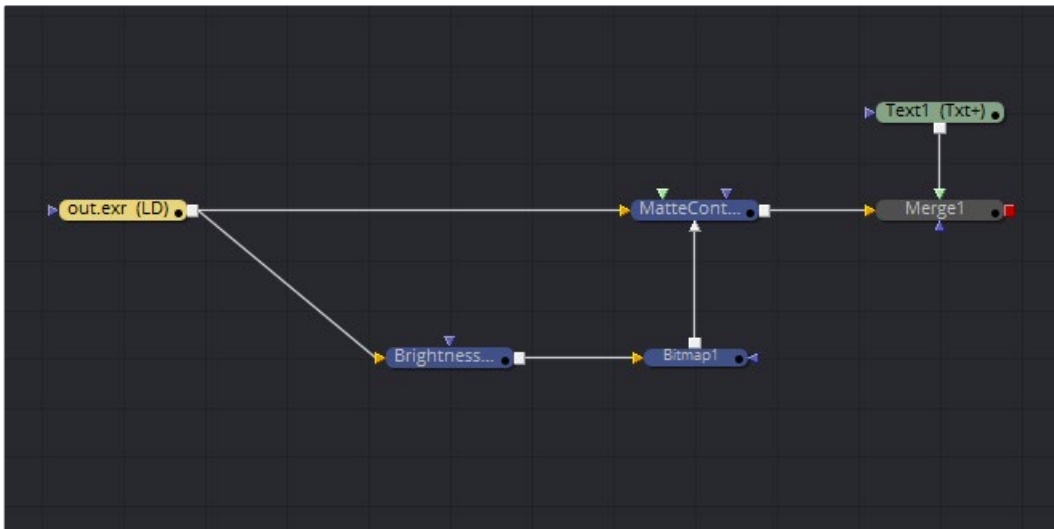 Text1 (Txt+)
out.exr (LD)
MatteCont...
Merge1
Brightness...
Bitmap1